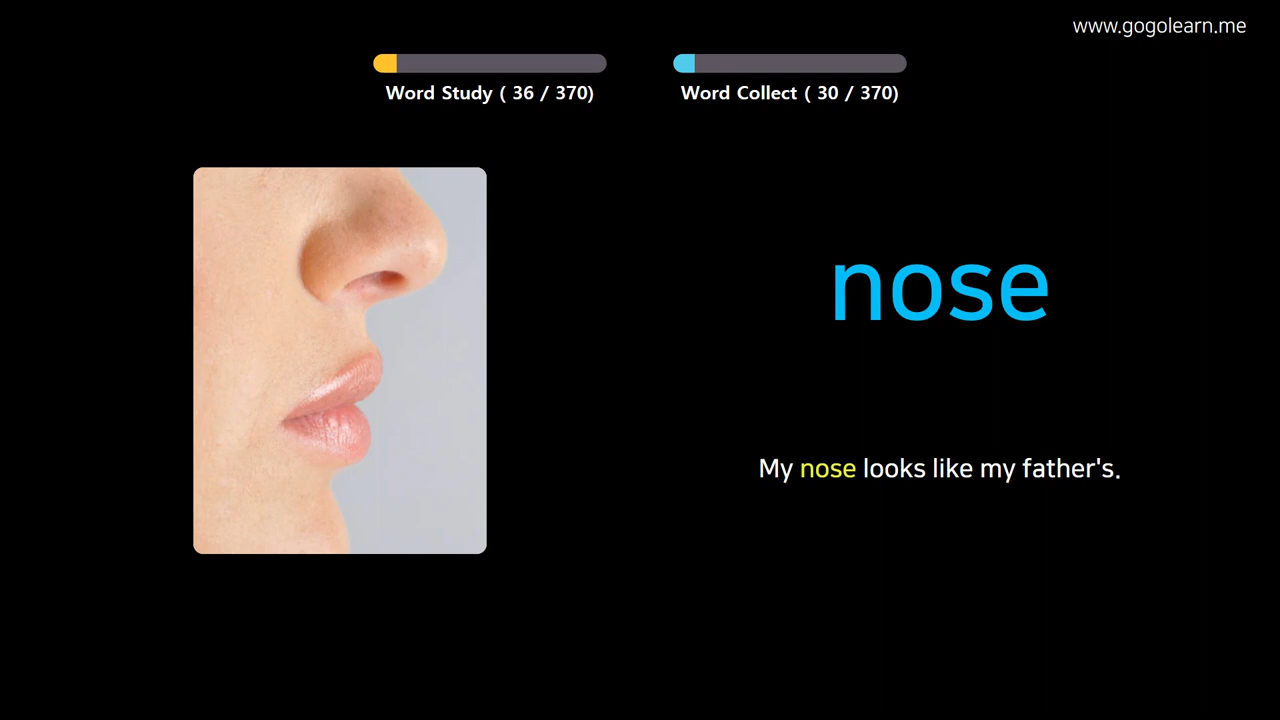 www.gogolearn.me
Word Study ( 36 / 370)
Word Collect ( 30 / 370)
nose
My nose looks like my father's.